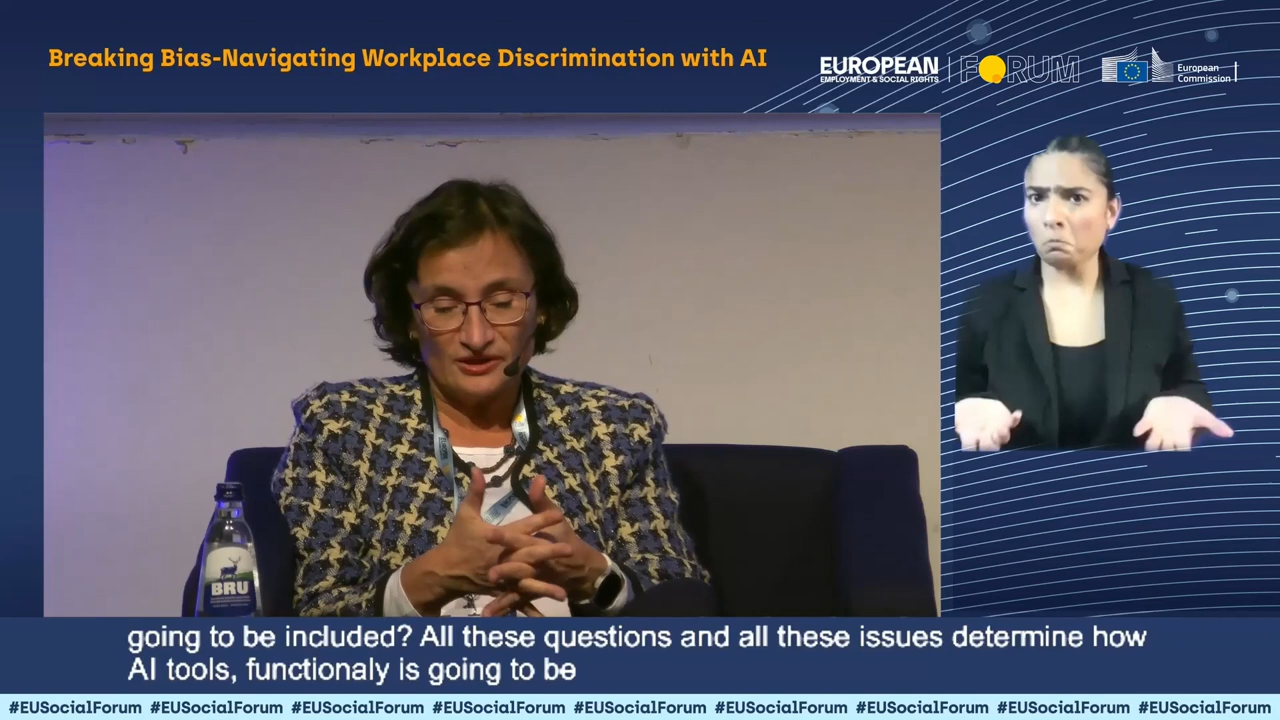 Breaking Bias-Navigating Workplace Discrimination with AI
EUROPEAN FORUM
EMPLOYMENT & SOCIAL RIGHTS
European
Commission
BRU
going to be included? All these questions and all these issues determine how
AI tools, functionaly is going to be
#EUSocialForum #EUSocialForum #EUSocialForum #EUSocialForum #EUSocialForum #EUSocialForum #EUSocialForum #EUSocialForum #EUSocialForum